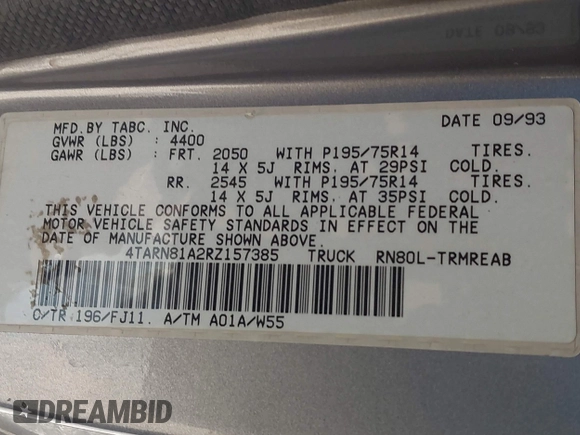 MFD.BY TABC. INC. DATE 09/93
GVWR (LBS) : 4400
GAWR (LBS) : FRT. 2050 WITH P195/75R14 TIRES.
14 X 5J RIMS. AT 29PSI COLD.
RR. 2545 WITH P195/75R14 TIRES.
14 X 5J RIMS. AT 35PSI COLD.
THIS VEHICLE CONFORMS TO ALL APPLICABLE FEDERAL
MOTOR VEHICLE SAFETY STANDARDS IN EFFECT ON THE
DATE OF MANUFACTURE SHOWN ABOVE.
4TARN81A2RZ157385 TRUCK RN80L-TRMREAB
C/TR 196/FJ11. A/TM A01A/W55
DREAMBID